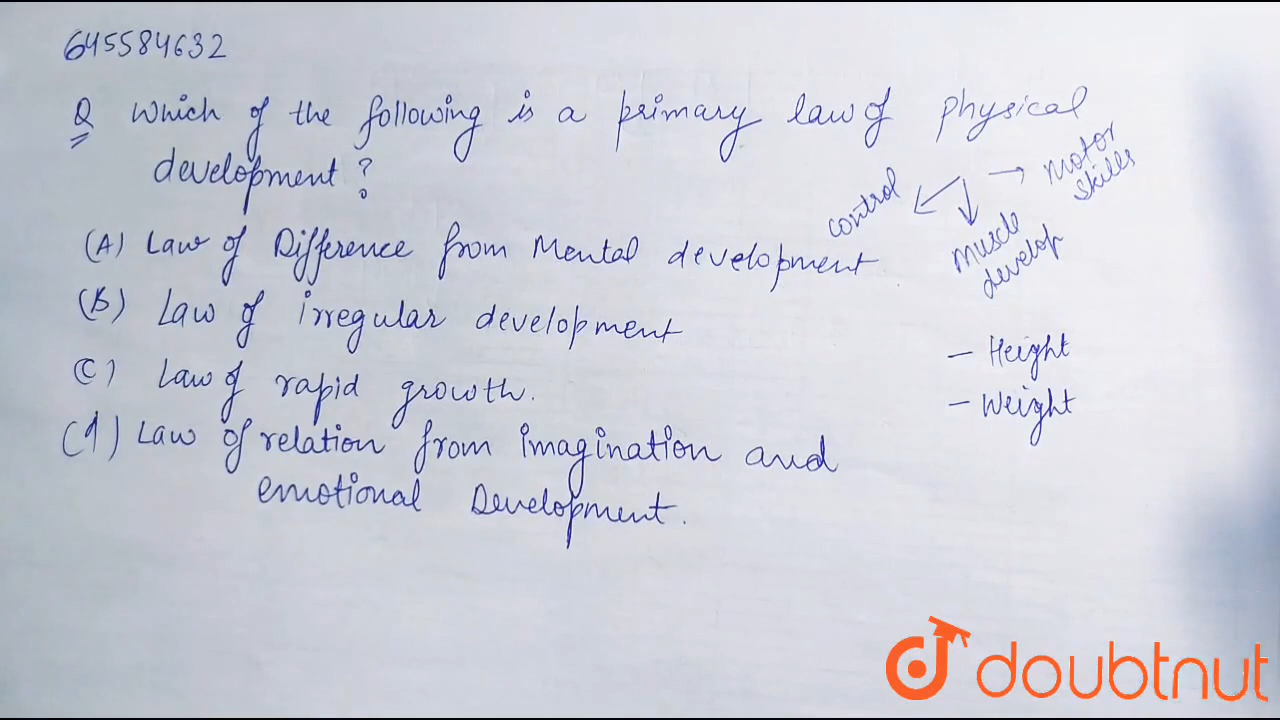 645584632
Q Which of the following is a primary law of physical
development ?
(A) Law of Difference from Mental development
(B) Law of irregular development
(C) Law of rapid growth.
(d) Law of relation from imagination and
emotional Development.
control
Muscle
develop
Motor
skills
- Height
- Weight
doubtnut